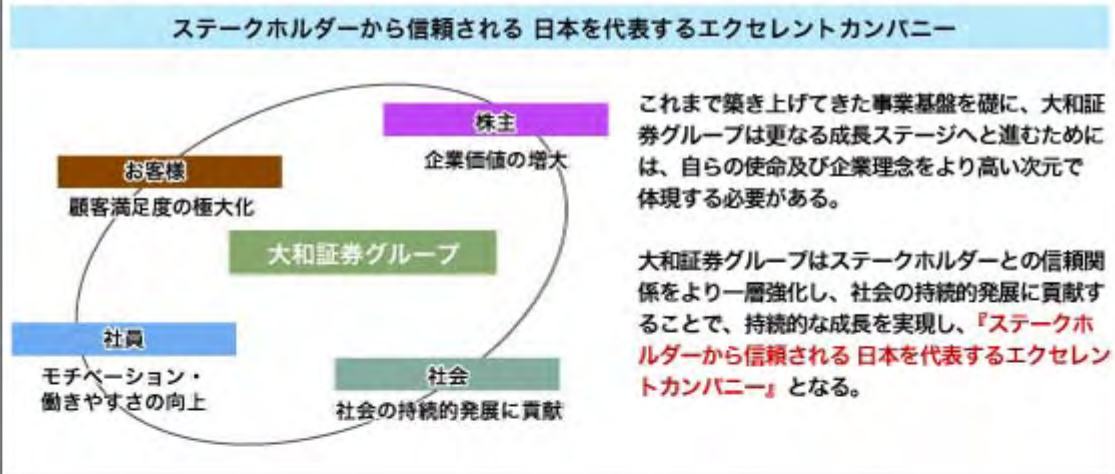 ステークホルダーから信頼される 日本を代表するエクセレントカンパニー
株主
企業価値の増大
お客様
顧客満足度の極大化
大和証券グループ
社員
モチベーション・
働きやすさの向上
社会
社会の持続的発展に貢献
これまで築き上げてきた事業基盤を礎に、大和証
券グループは更なる成長ステージへと進むために
は、自らの使命及び企業理念をより高い次元で
体現する必要がある。
大和証券グループはステークホルダーとの信頼関
係をより一層強化し、社会の持続的発展に貢献す
ることで、持続的な成長を実現し、『ステークホ
ルダーから信頼される 日本を代表するエクセレン
トカンパニー』となる。